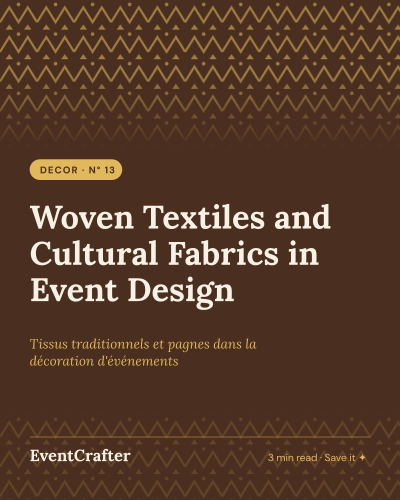 DECOR · N° 13
Woven Textiles and
Cultural Fabrics in
Event Design
Tissus traditionnels et pagnes dans la
décoration d'événements
EventCrafter
3 min read · Save it ✦